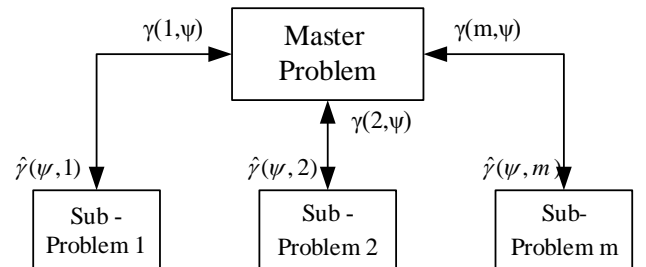 γ(1,ψ)
Master
Problem
γ(m,ψ)
γ(2,ψ)
γ̂(ψ,1)
γ̂(ψ,2)
γ̂(ψ,m)
Sub -
Problem 1
Sub -
Problem 2
Sub-
Problem m